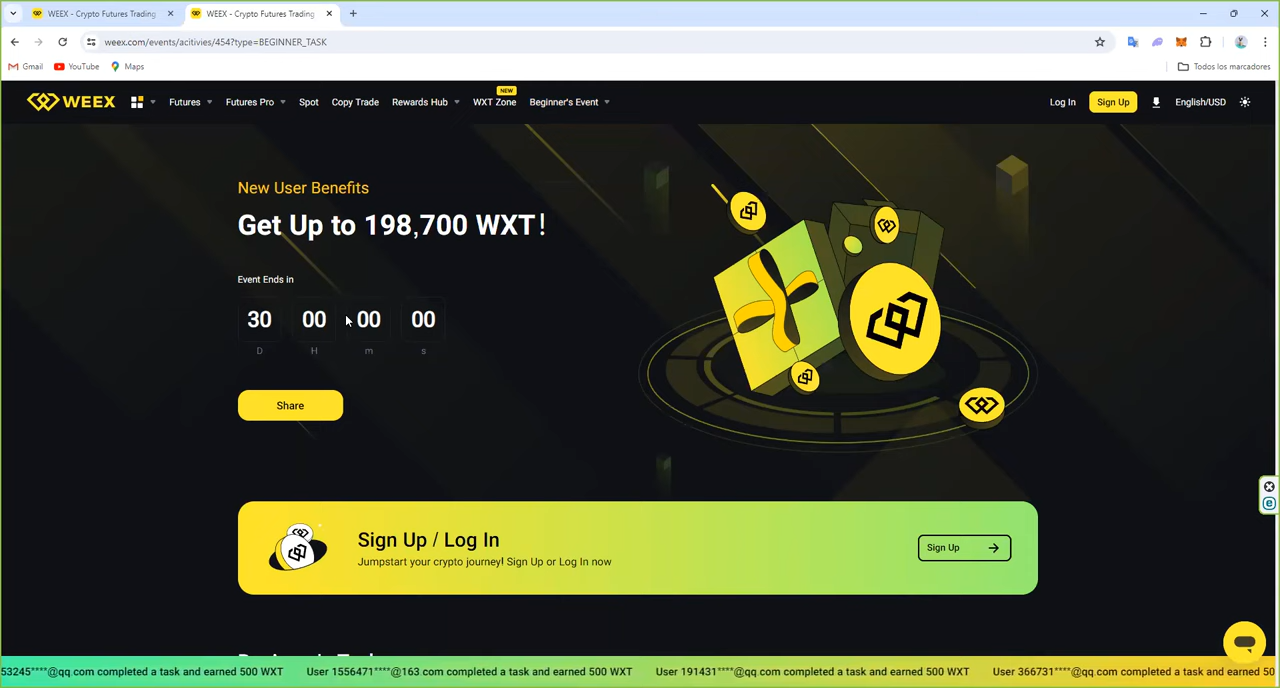 WEEX - Crypto Futures Trading
WEEX - Crypto Futures Trading
weex.com/events/acitivies/454?type=BEGINNER_TASK
Gmail YouTube Maps Todos los marcadores
NEW
WEEX Futures Futures Pro Spot Copy Trade Rewards Hub WXT Zone Beginner's Event Log In Sign Up English/USD
New User Benefits
Get Up to 198,700 WXT!
Event Ends in
30 00 00 00
D H m s
Share
Sign Up / Log In
Jumpstart your crypto journey! Sign Up or Log In now
Sign Up
53245****@qq.com completed a task and earned 500 WXT User 1556471****@163.com completed a task and earned 500 WXT User 191431****@qq.com completed a task and earned 500 WXT User 366731****@qq.com completed a task and earned 50